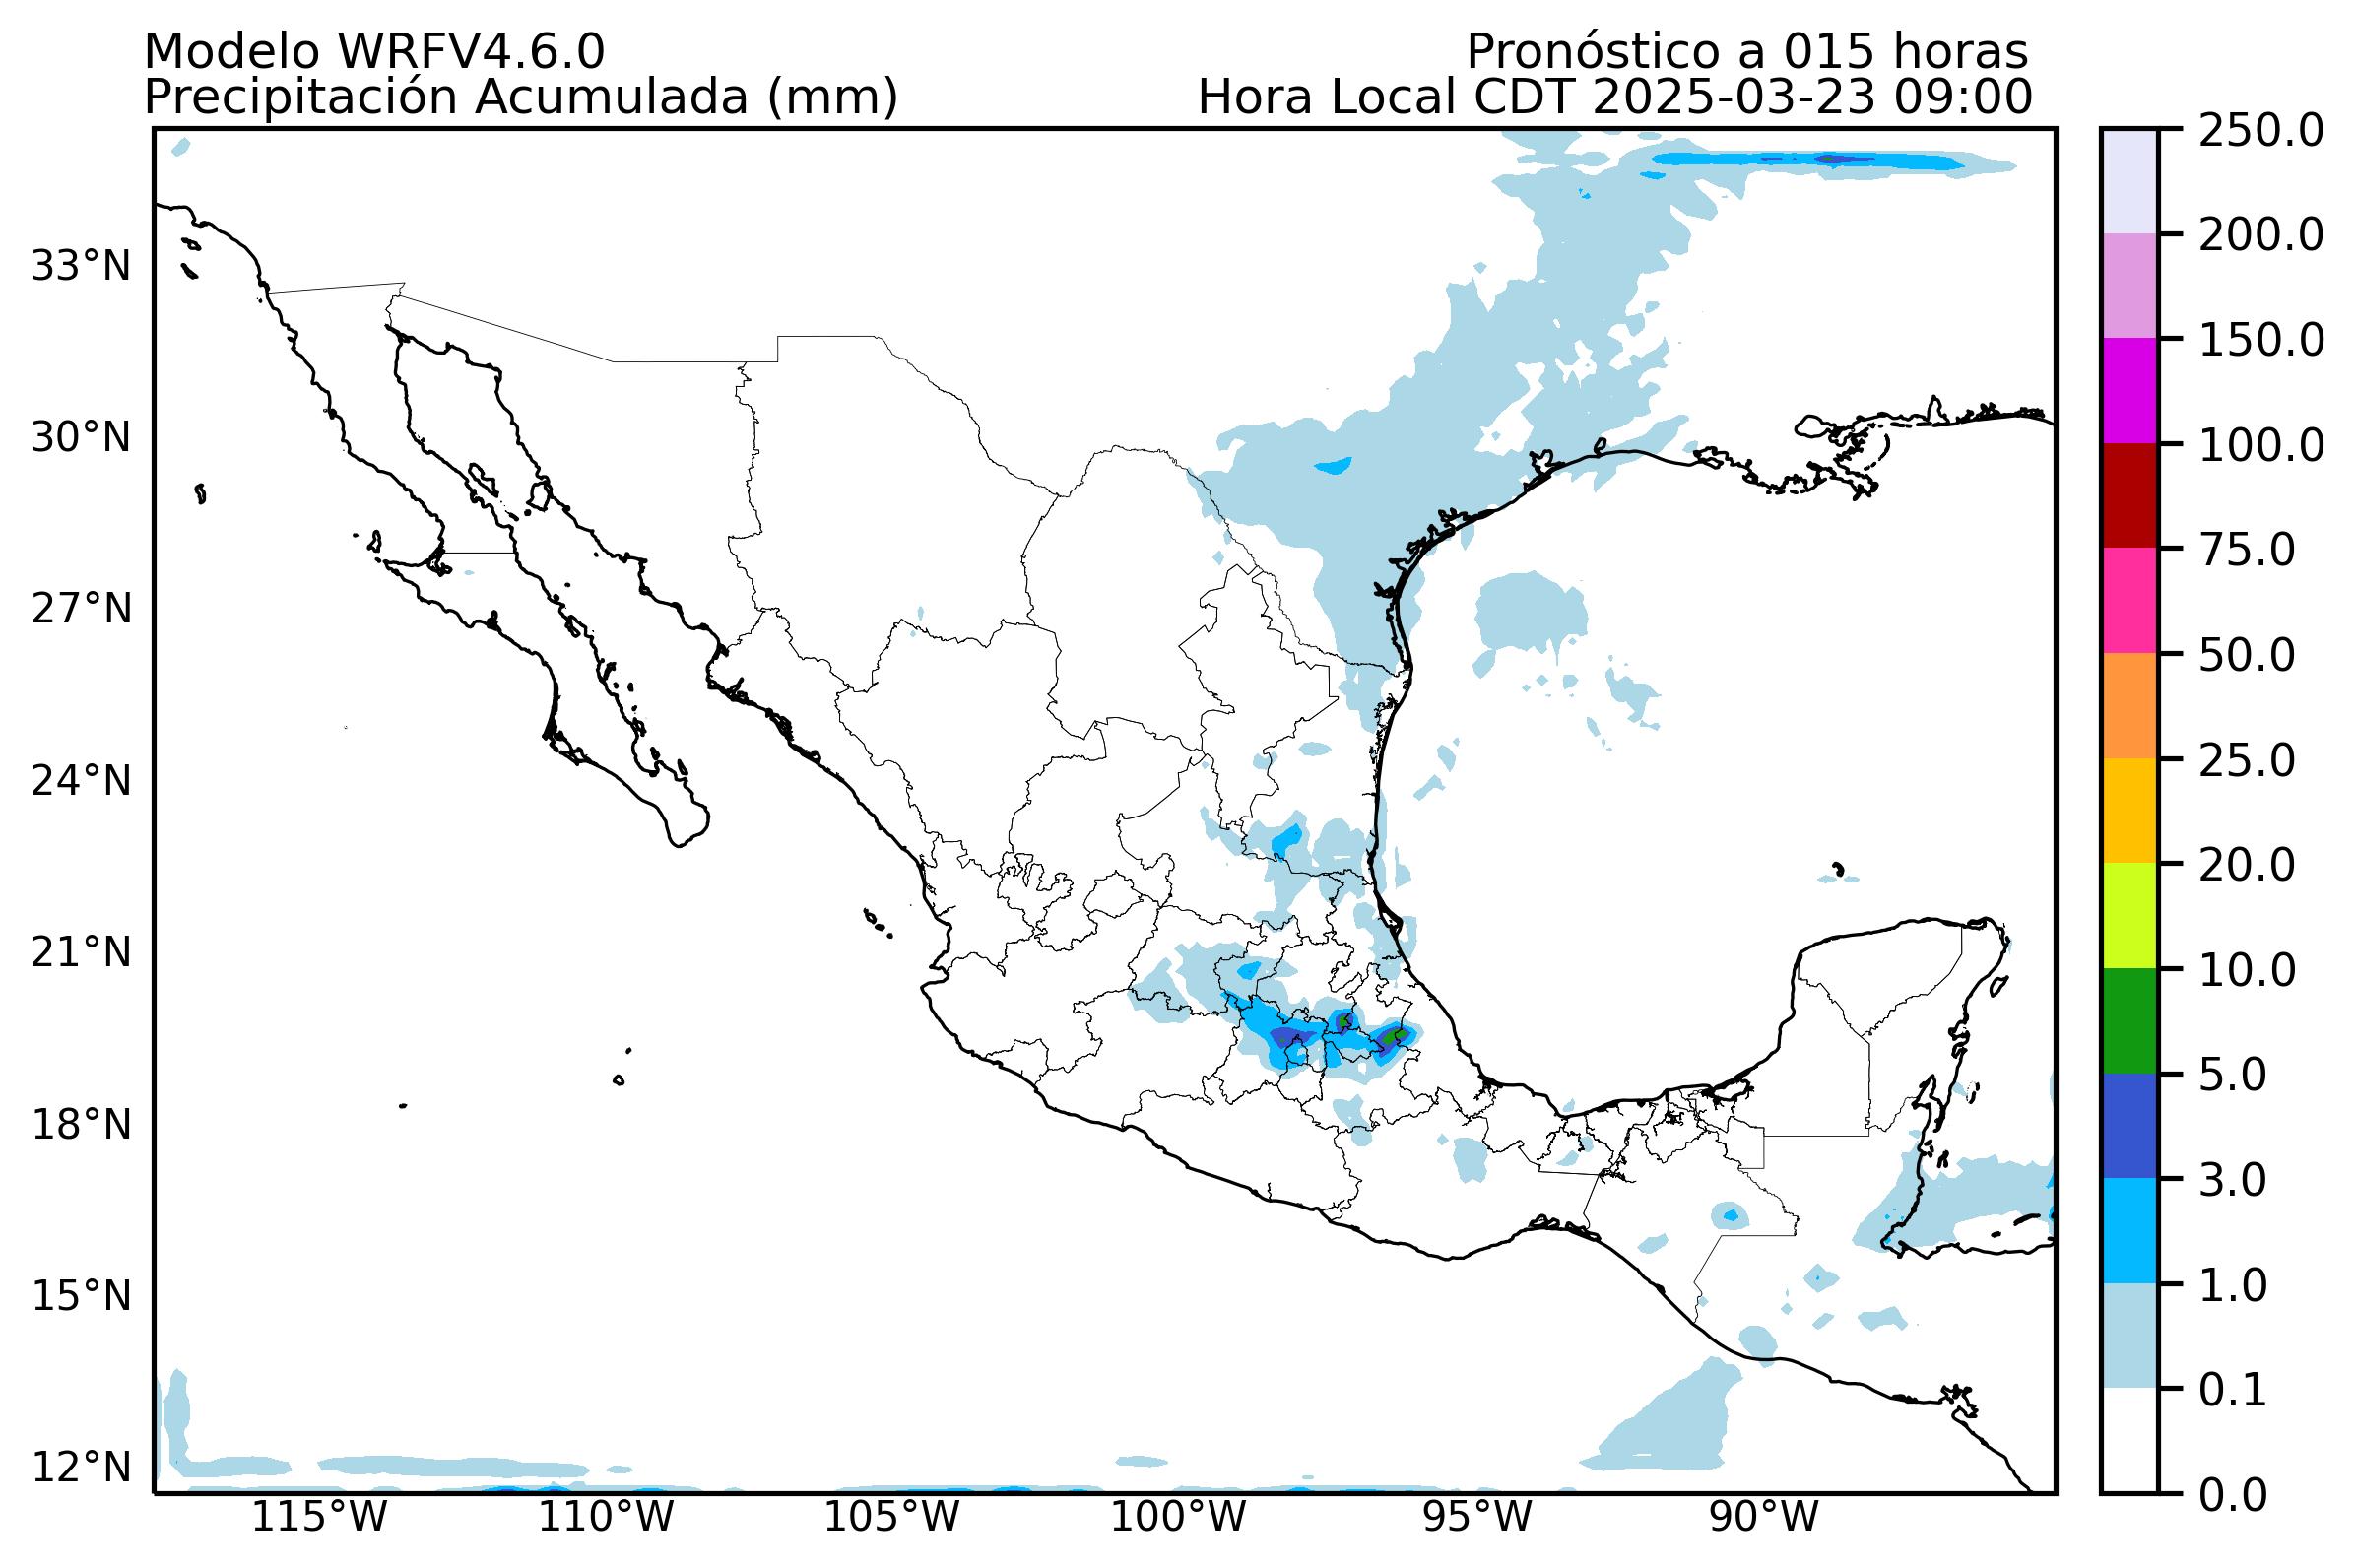 Modelo WRFV4.6.0
Pronóstico a 015 horas
Precipitación Acumulada (mm)
Hora Local CDT 2025-03-23 09:00
33°N
30°N
27°N
24°N
21°N
18°N
15°N
12°N
115°W
110°W
105°W
100°W
95°W
90°W
250.0
200.0
150.0
100.0
75.0
50.0
25.0
20.0
10.0
5.0
3.0
1.0
0.1
0.0